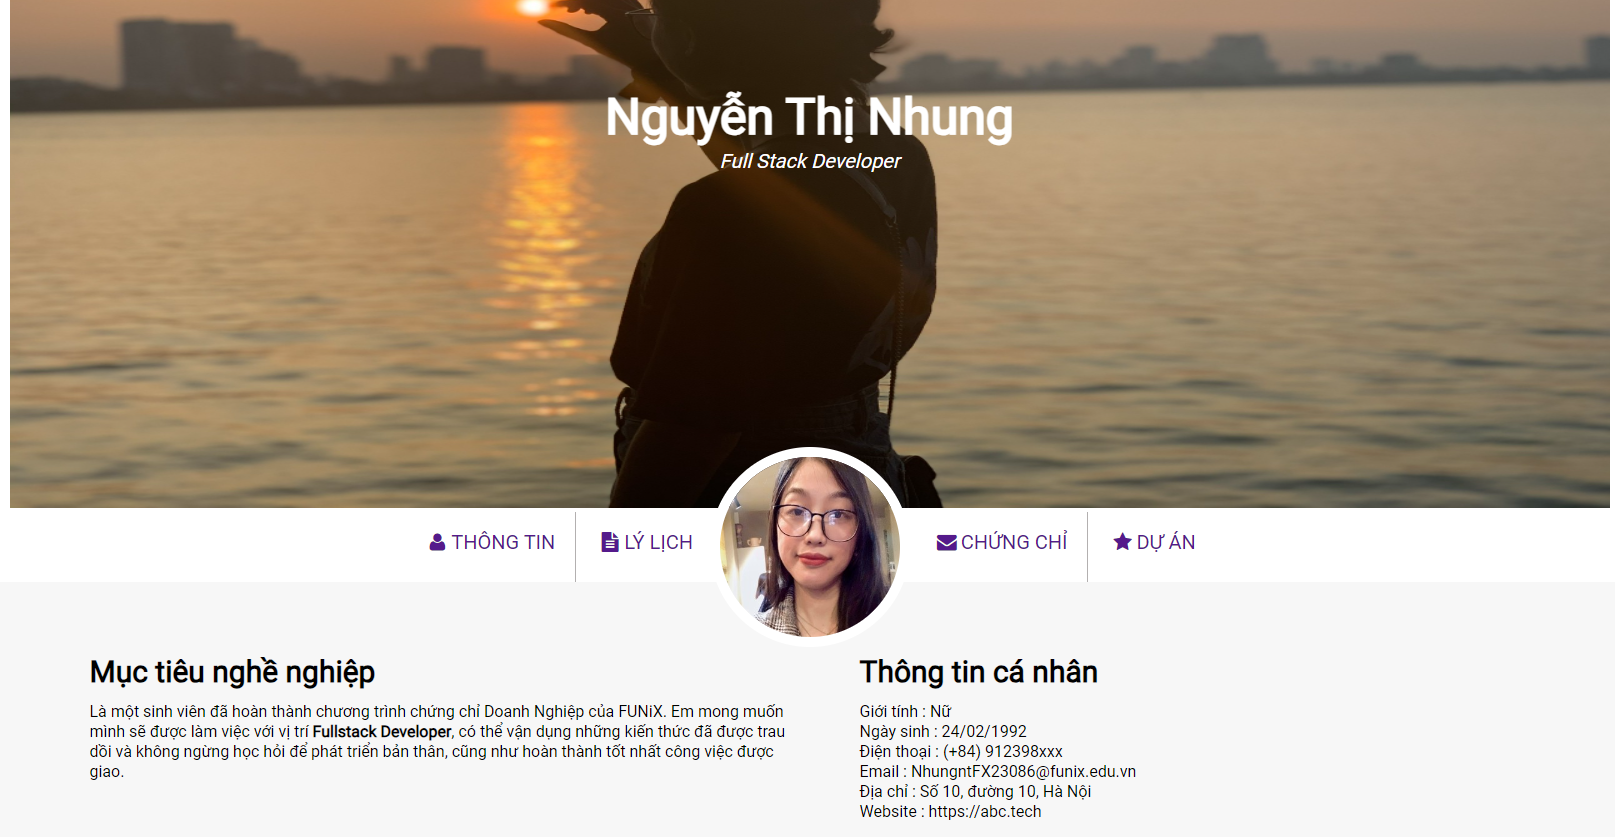 Nguyễn Thị Nhung
Full Stack Developer
THÔNG TIN
LÝ LỊCH
CHỨNG CHỈ
DỰ ÁN
Mục tiêu nghề nghiệp
Là một sinh viên đã hoàn thành chương trình chứng chỉ Doanh Nghiệp của FUNiX. Em mong muốn
mình sẽ được làm việc với vị trí Fullstack Developer, có thể vận dụng những kiến thức đã được trau
dồi và không ngừng học hỏi để phát triển bản thân, cũng như hoàn thành tốt nhất công việc được
giao.
Thông tin cá nhân
Giới tính : Nữ
Ngày sinh : 24/02/1992
Điện thoại : (+84) 912398xxx
Email : NhungntFX23086@funix.edu.vn
Địa chỉ : Số 10, đường 10, Hà Nội
Website : https://abc.tech